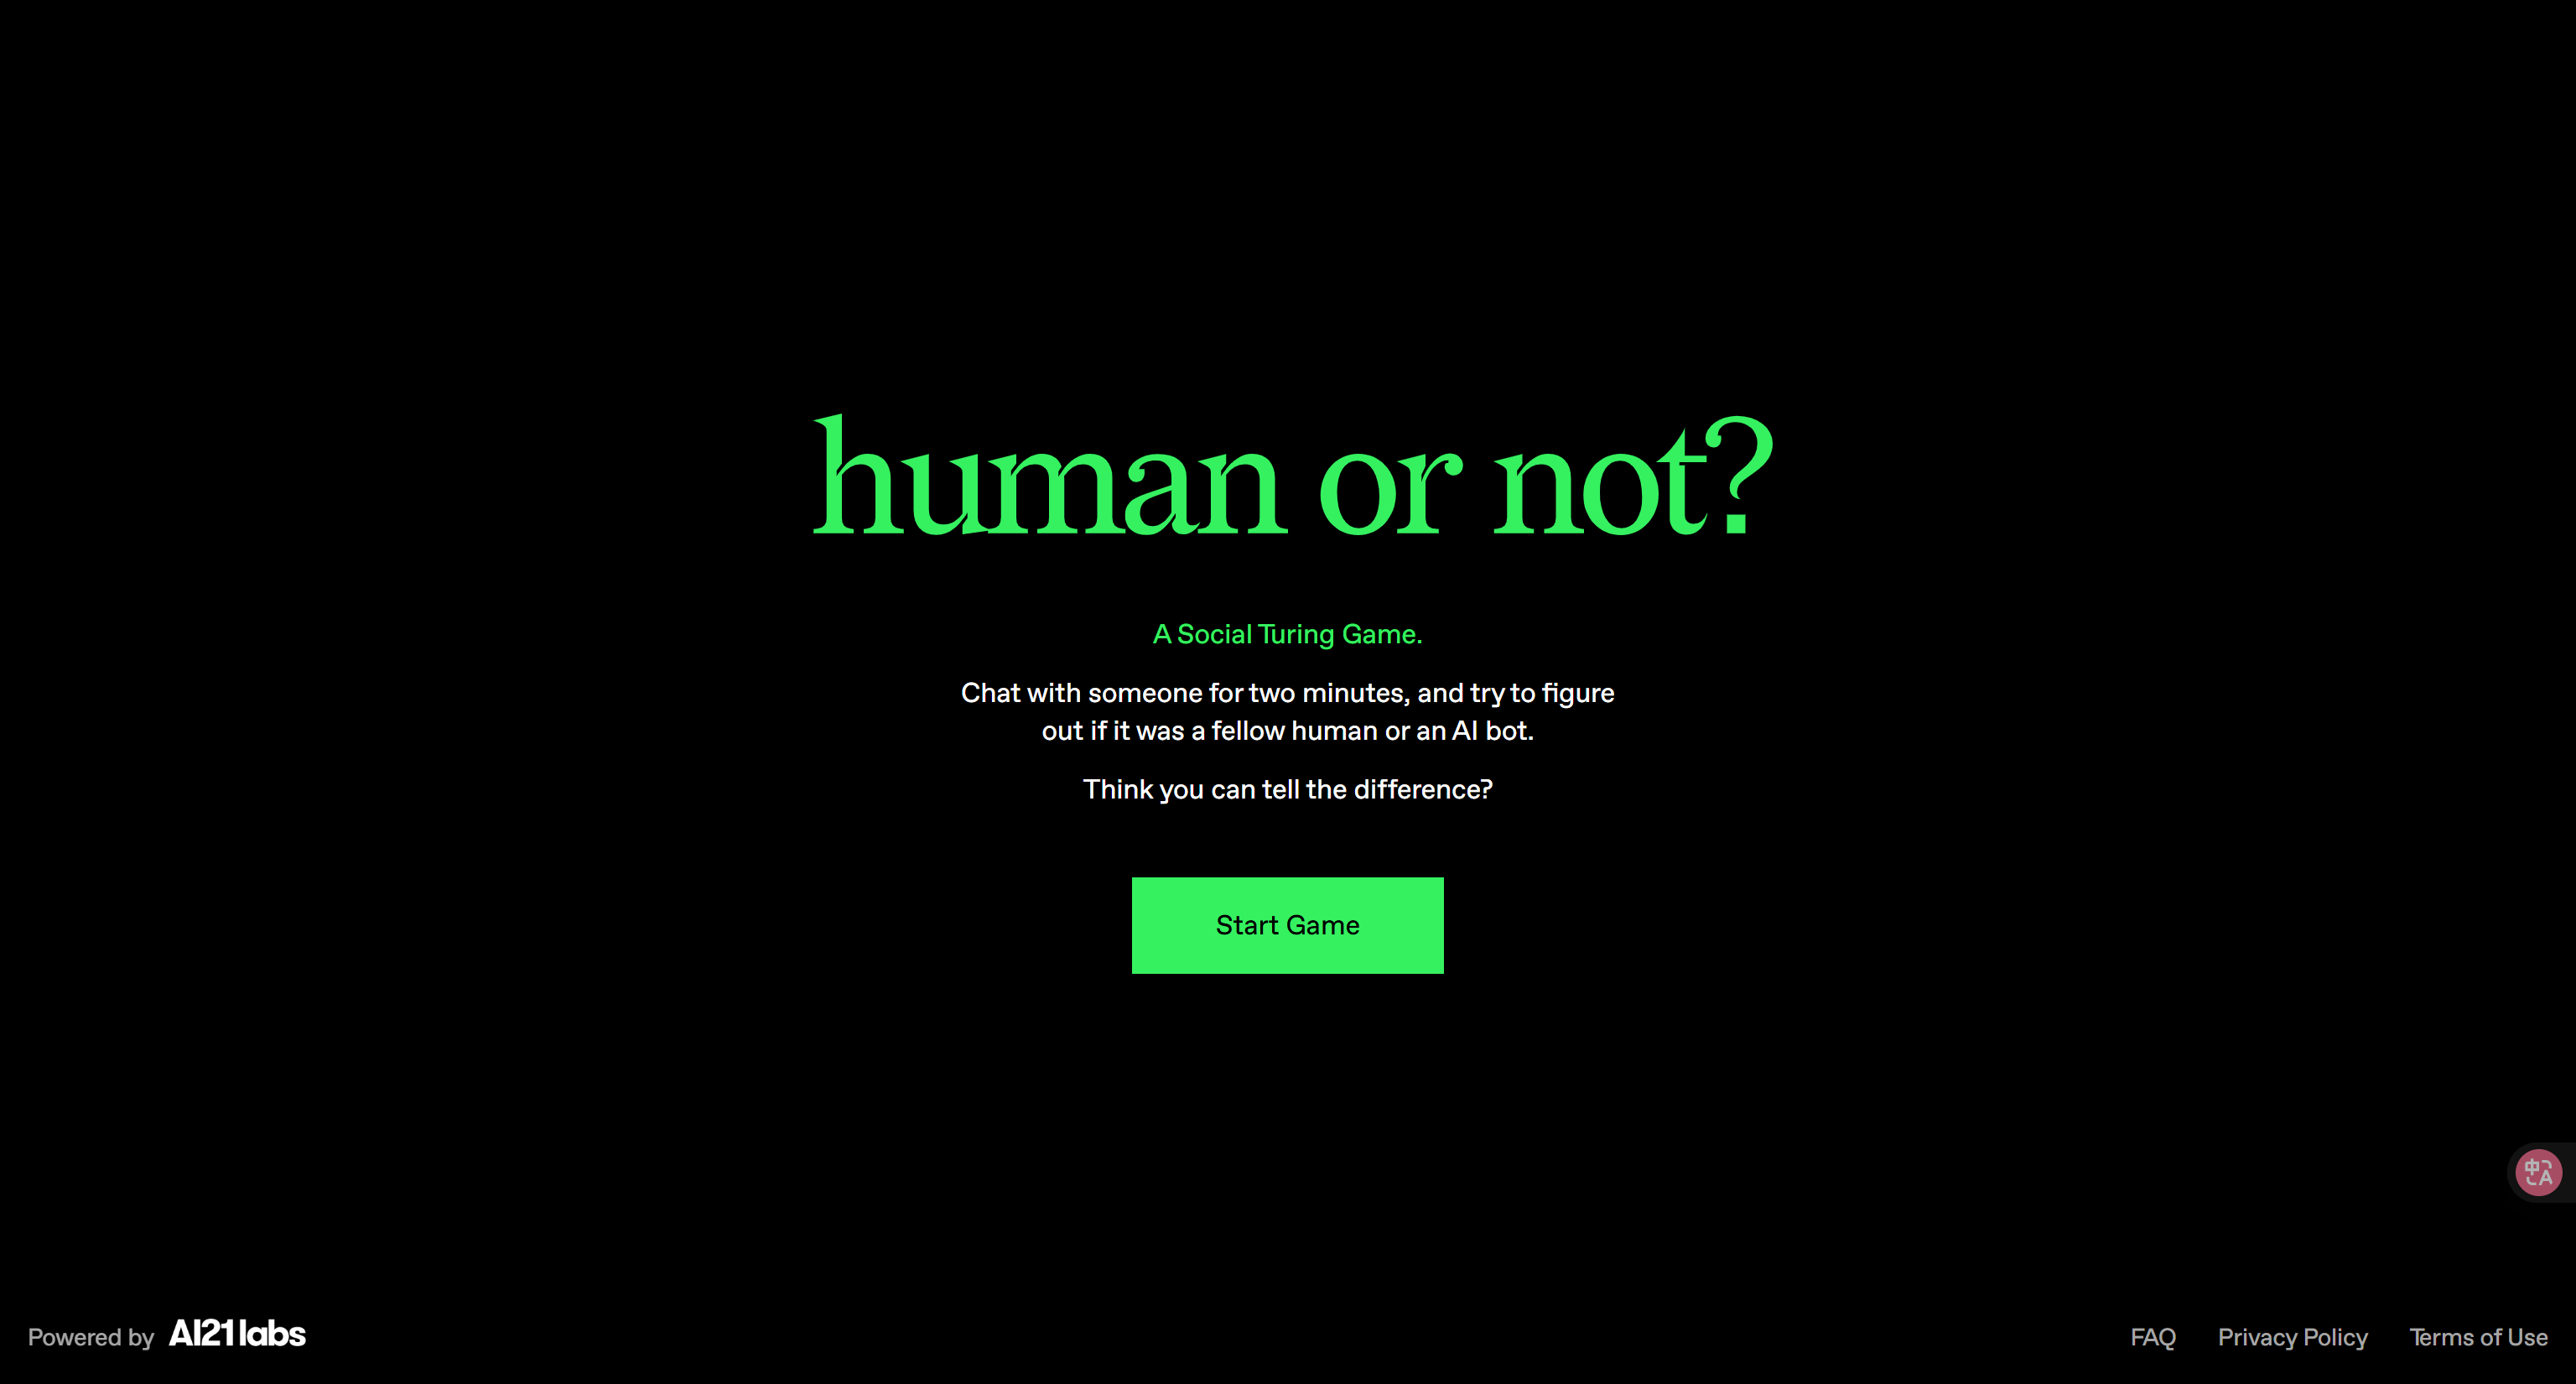 human or not?
A Social Turing Game.
Chat with someone for two minutes, and try to figure
out if it was a fellow human or an AI bot.
Think you can tell the difference?
Start Game
中A
Powered by AI21labs
FAQ Privacy Policy Terms of Use